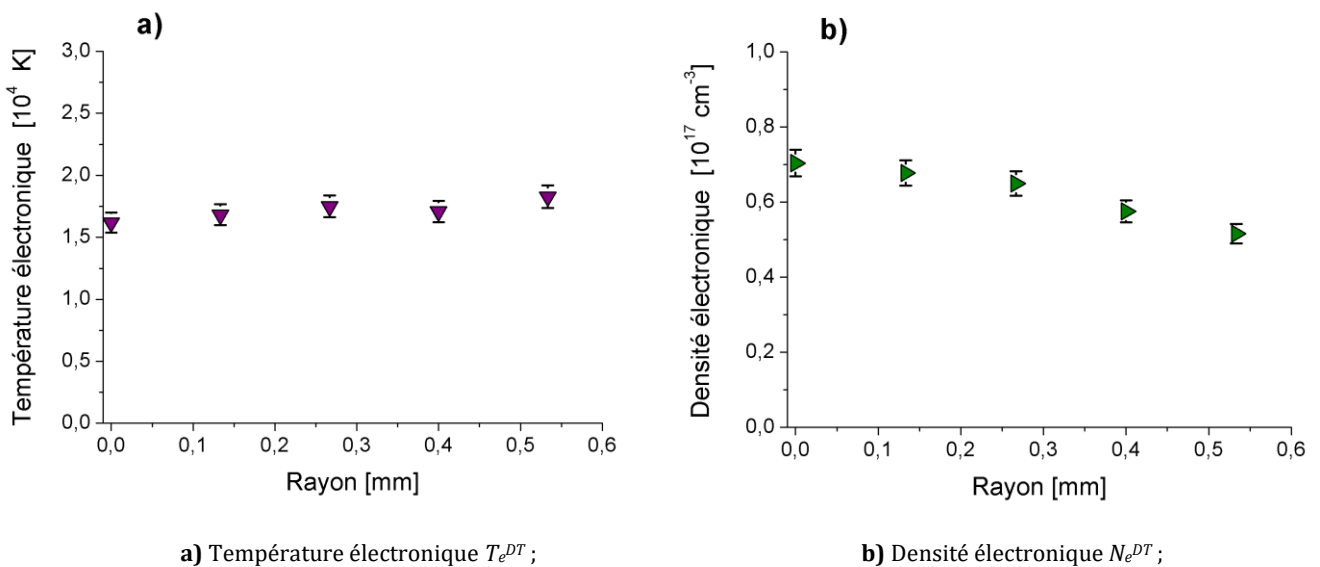 a)
Température électronique [10⁴ K]
3,0
2,5
2,0
1,5
1,0
0,5
0,0
0,0 0,1 0,2 0,3 0,4 0,5 0,6
Rayon [mm]
b)
Densité électronique [10¹⁷ cm⁻³]
1,0
0,8
0,6
0,4
0,2
0,0
0,0 0,1 0,2 0,3 0,4 0,5 0,6
Rayon [mm]
a) Température électronique TₑDT ;
b) Densité électronique NₑDT ;